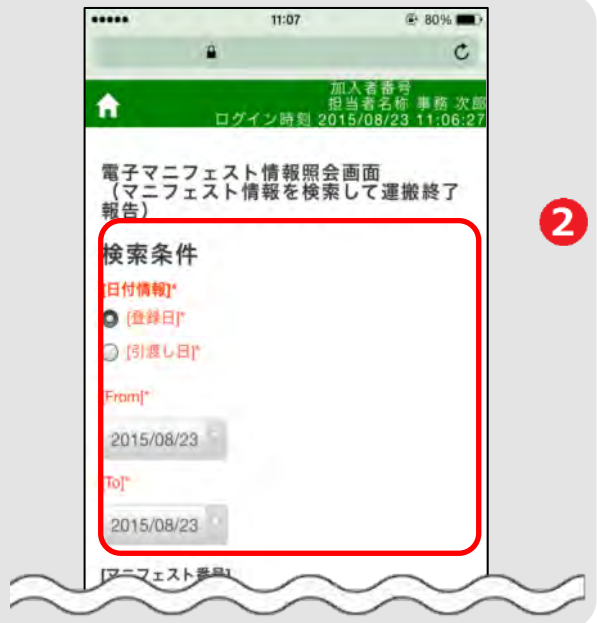 11:07
80%
加入者番号
担当者名称 事務 次郎
ログイン時刻 2015/08/23 11:06:27
電子マニフェスト情報照会画面
(マニフェスト情報を検索して運搬終了
報告)
2
検索条件
[日付情報]*
[登録日]*
[引渡し日]*
[From]*
2015/08/23
[To]*
2015/08/23
[マニフェスト番号]